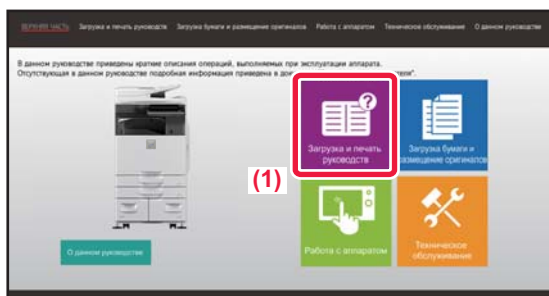 ВЕРХНЯЯ ЧАСТЬ Загрузка и печать руководств Загрузка бумаги и размещение оригиналов Работа с аппаратом Техническое обслуживание О данном руководстве
В данном руководстве приведены краткие описания операций, выполняемых при эксплуатации аппарата.
Отсутствующая в данном руководстве подробная информация приведена в
Загрузка и печать
руководств
Загрузка бумаги и
размещение оригиналов
(1)
Работа с аппаратом
Техническое
обслуживание
О данном руководстве